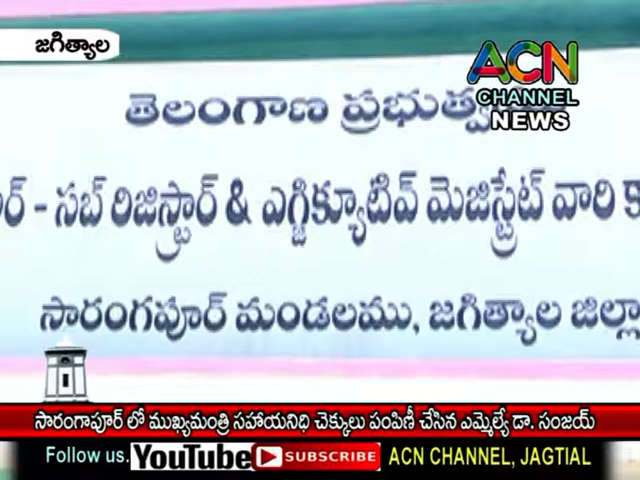 జగిత్యాల
ACN
CHANNEL
NEWS
తెలంగాణ
- సబ్ రిజిస్ట్రార్ & ఎగ్జిక్యూటివ్ మెజిస్ట్రేట్ వారి
సారంగపూర్ మండలము, జగిత్యాల జిల్లా
సారంగాపూర్ లో ముఖ్యమంత్రి సహాయనిధి చెక్కులు పంపిణీ చేసిన ఎమ్మెల్యే డా. సంజయ్
Follow us. YouTube SUBSCRIBE ACN CHANNEL, JAGTIAL